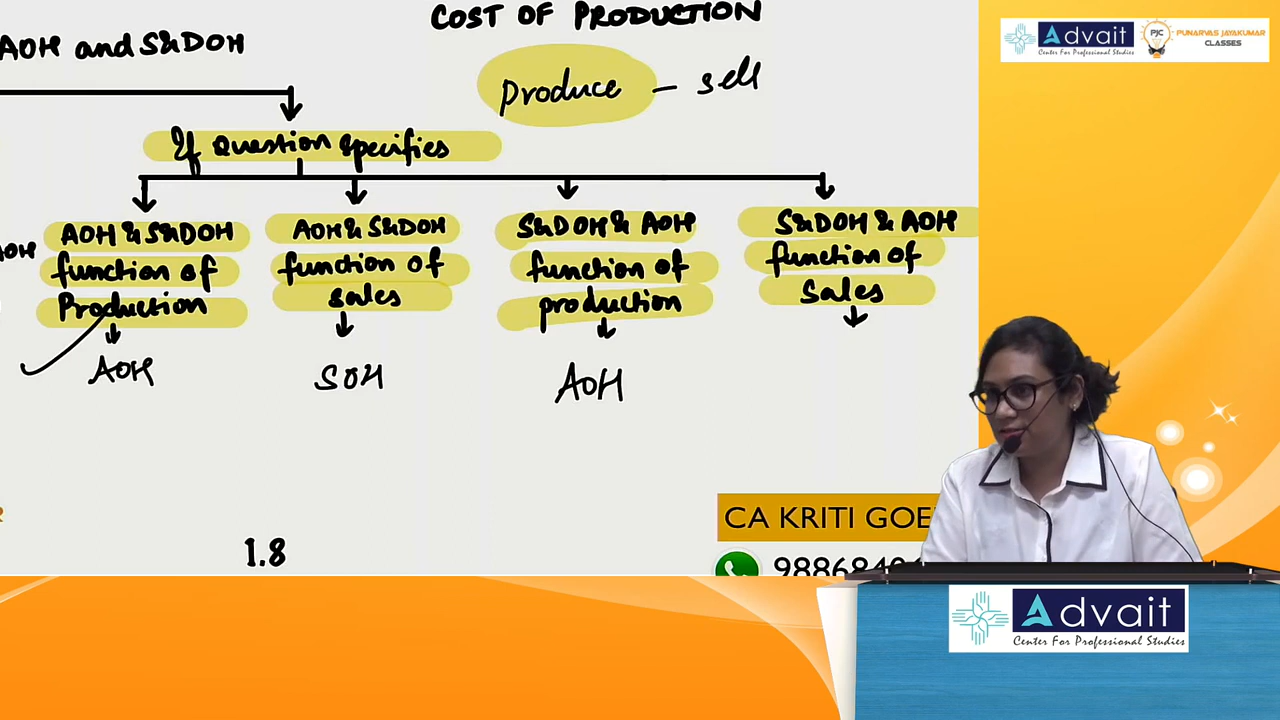 COST OF PRODUCTION
AOH and S&DOH
produce – sell
If Question specifies
AOH & S&DOH
function of
Production
AOH
AOH & S&DOH
function of
sales
SOH
S&DOH & AOH
function of
production
AOH
S&DOH & AOH
function of
Sales
AOH
1.8
CA KRITI GOE
Advait
Center For Professional Studies
PJC
PUNARVAS JAYAKUMAR
CLASSES
Advait
Center For Professional Studies